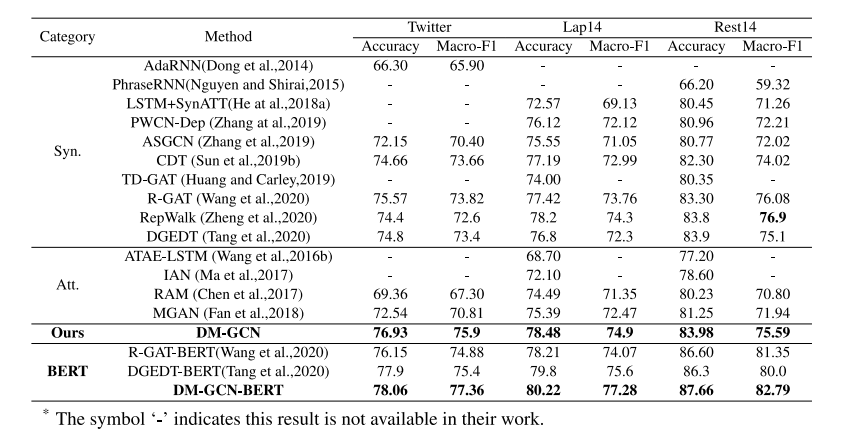 Category Method Twitter Lap14 Rest14
Accuracy Macro-F1 Accuracy Macro-F1 Accuracy Macro-F1
Syn.
AdaRNN(Dong et al.,2014) 66.30 65.90 - - - -
PhraseRNN(Nguyen and Shirai,2015) - - - - 66.20 59.32
LSTM+SynATT(He at al.,2018a) - - 72.57 69.13 80.45 71.26
PWCN-Dep (Zhang at al.,2019) - - 76.12 72.12 80.96 72.21
ASGCN (Zhang et al.,2019) 72.15 70.40 75.55 71.05 80.77 72.02
CDT (Sun et al.,2019b) 74.66 73.66 77.19 72.99 82.30 74.02
TD-GAT (Huang and Carley,2019) - - 74.00 - 80.35 -
R-GAT (Wang et al.,2020) 75.57 73.82 77.42 73.76 83.30 76.08
RepWalk (Zheng et al.,2020) 74.4 72.6 78.2 74.3 83.8 76.9
DGEDT (Tang et al.,2020) 74.8 73.4 76.8 72.3 83.9 75.1
Att.
ATAE-LSTM (Wang et al.,2016b) - - 68.70 - 77.20 -
IAN (Ma et al.,2017) - - 72.10 - 78.60 -
RAM (Chen et al.,2017) 69.36 67.30 74.49 71.35 80.23 70.80
MGAN (Fan et al.,2018) 72.54 70.81 75.39 72.47 81.25 71.94
Ours DM-GCN 76.93 75.9 78.48 74.9 83.98 75.59
BERT
R-GAT-BERT(Wang et al.,2020) 76.15 74.88 78.21 74.07 86.60 81.35
DGEDT-BERT(Tang et al.,2020) 77.9 75.4 79.8 75.6 86.3 80.0
DM-GCN-BERT 78.06 77.36 80.22 77.28 87.66 82.79
* The symbol ‘-’ indicates this result is not available in their work.